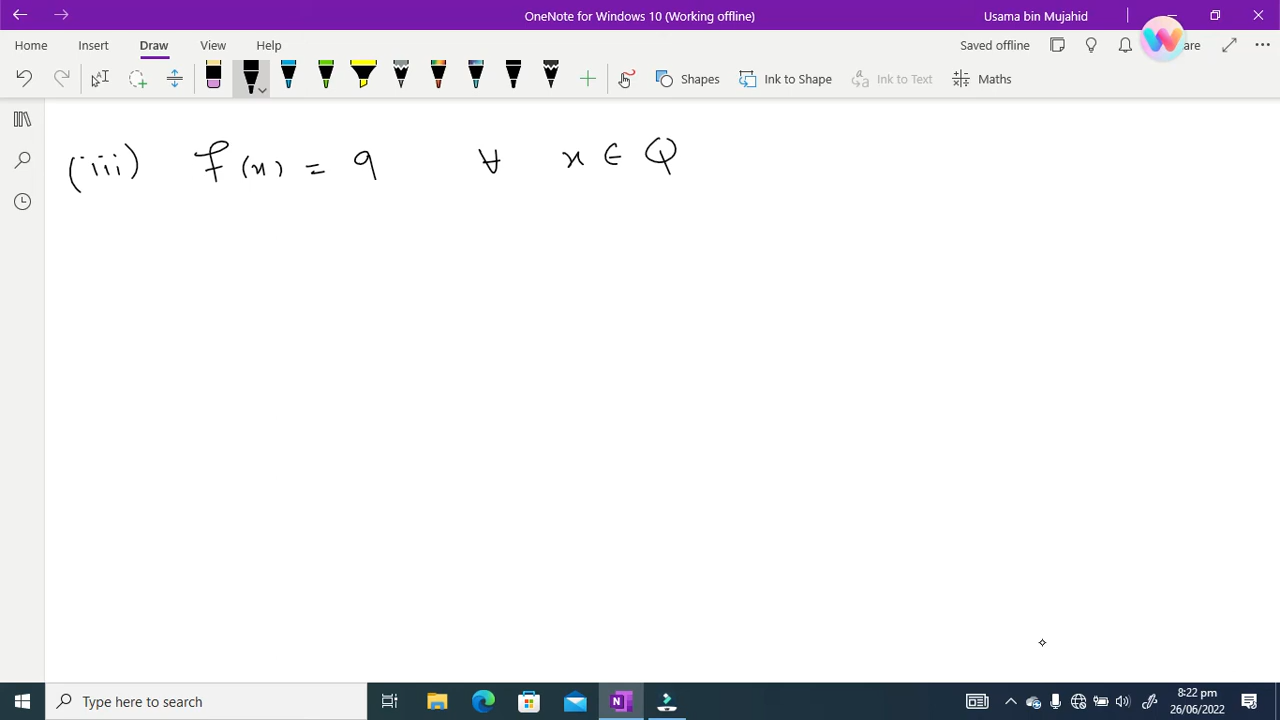 OneNote for Windows 10 (Working offline)
Usama bin Mujahid
Home Insert Draw View Help
Saved offline
Shapes Ink to Shape Ink to Text Maths
(iii) f(x) = 9 ∀ x ∈ Q
Type here to search
8:22 pm
26/06/2022